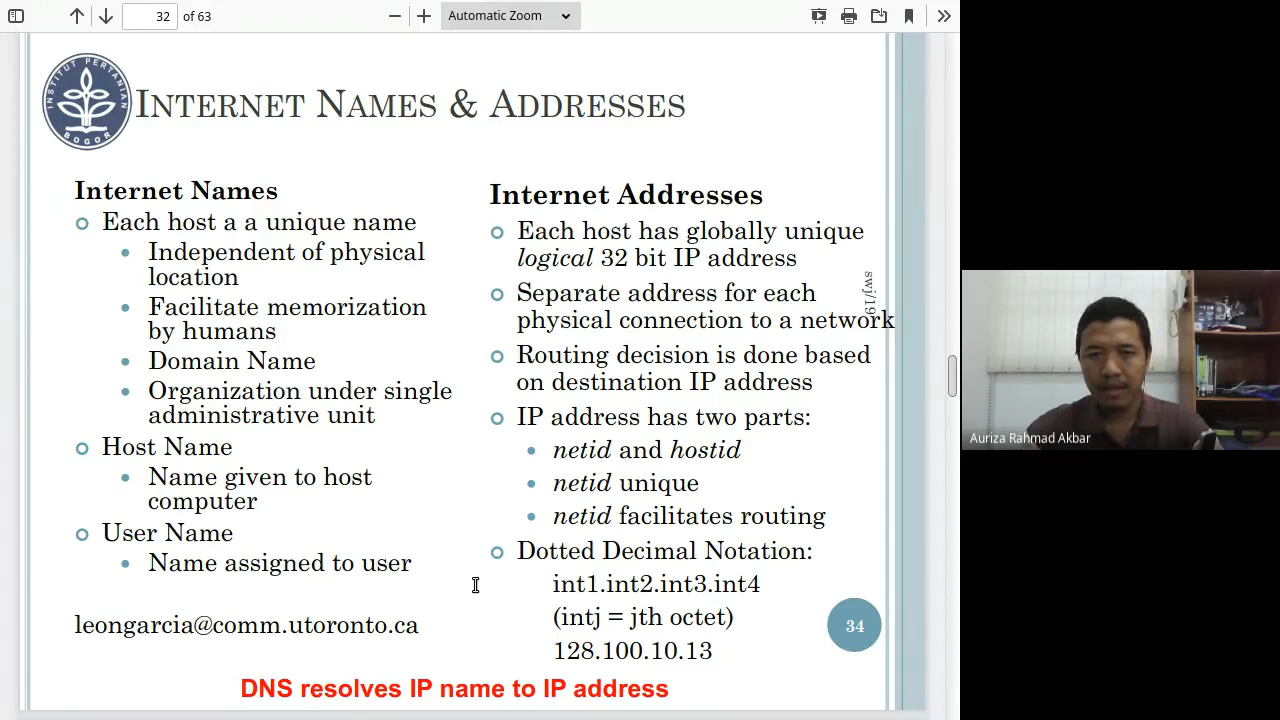 32 of 63
Automatic Zoom
INSTITUT PERTANIAN
BOGOR
INTERNET NAMES & ADDRESSES
Internet Names
Each host a a unique name
Independent of physical
location
Facilitate memorization
by humans
Domain Name
Organization under single
administrative unit
Host Name
Name given to host
computer
User Name
Name assigned to user
leongarcia@comm.utoronto.ca
Internet Addresses
Each host has globally unique
logical 32 bit IP address
Separate address for each
physical connection to a network
Routing decision is done based
on destination IP address
IP address has two parts:
netid and hostid
netid unique
netid facilitates routing
Dotted Decimal Notation:
int1.int2.int3.int4
(intj = jth octet)
128.100.10.13
swj/19
34
DNS resolves IP name to IP address
Auriza Rahmad Akbar